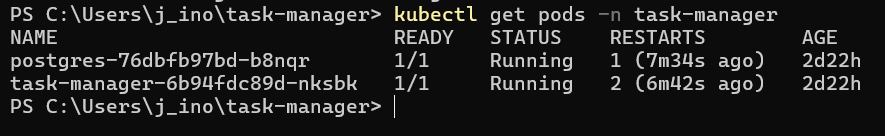 PS C:\Users\j_ino\task-manager> kubectl get pods -n task-manager
NAME READY STATUS RESTARTS AGE
postgres-76dbfb97bd-b8nqr 1/1 Running 1 (7m34s ago) 2d22h
task-manager-6b94fdc89d-nksbk 1/1 Running 2 (6m42s ago) 2d22h
PS C:\Users\j_ino\task-manager>